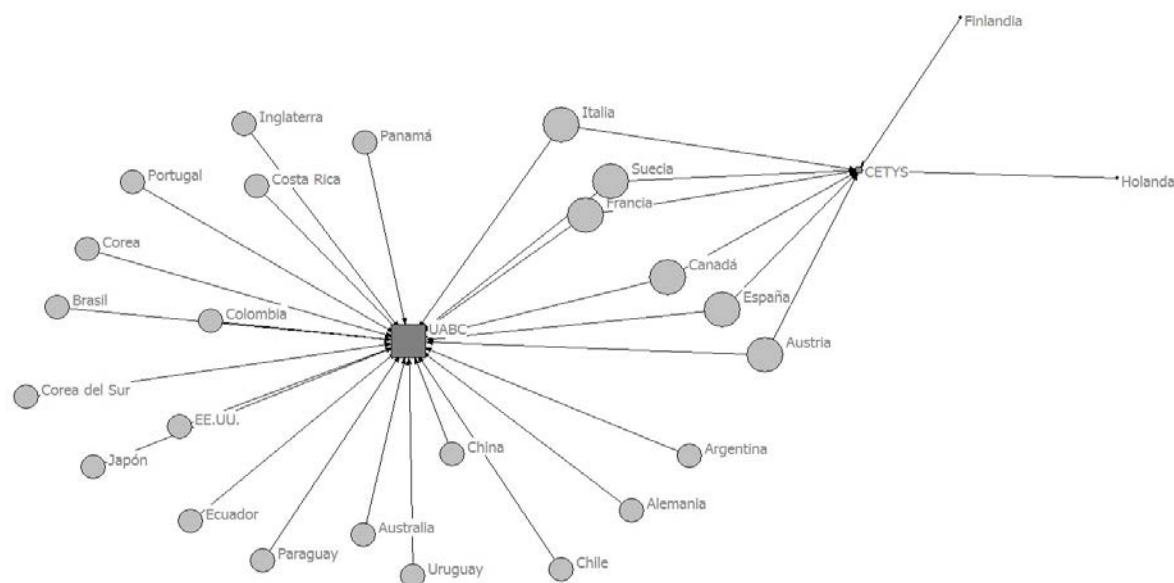 Finlandia
Italia
Inglaterra
Panamá
Suecia
CETYS
Portugal
Costa Rica
Holanda
Francia
Corea
Canadá
Brasil
Colombia
España
UABC
Austria
Corea del Sur
EE.UU.
China
Argentina
Japón
Alemania
Ecuador
Australia
Paraguay
Chile
Uruguay